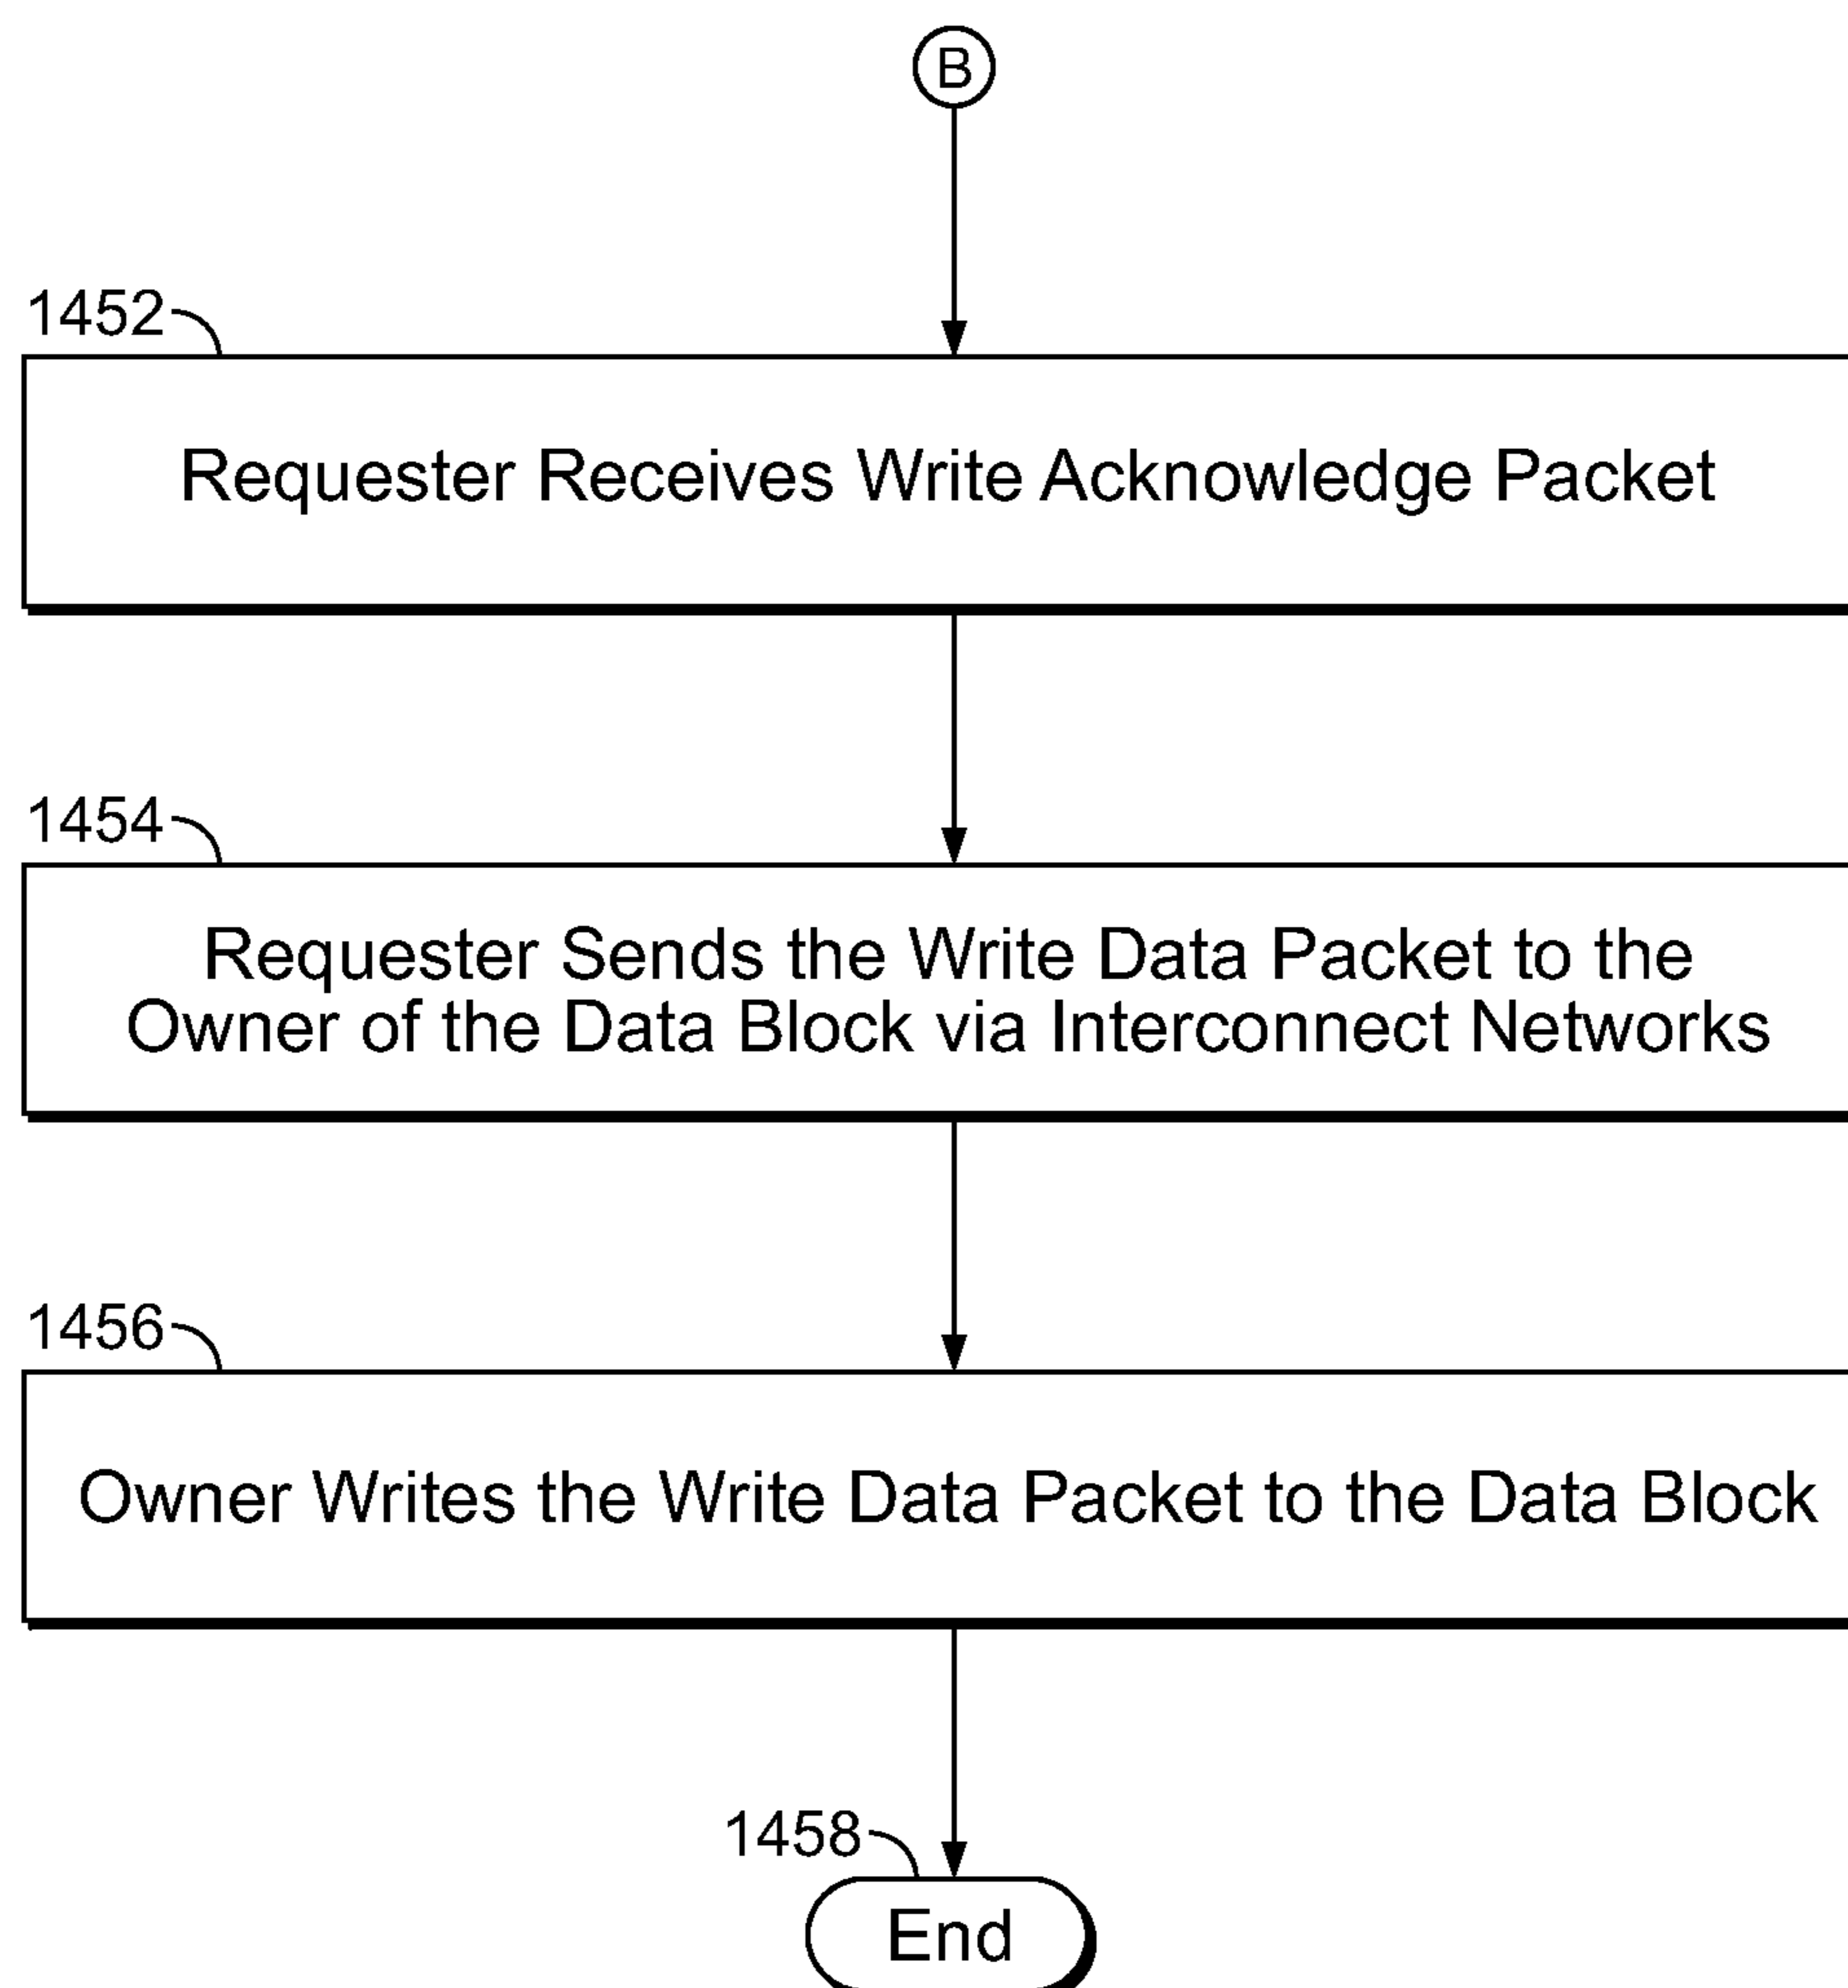 B
1452
Requester Receives Write Acknowledge Packet
1454
Requester Sends the Write Data Packet to the
Owner of the Data Block via Interconnect Networks
1456
Owner Writes the Write Data Packet to the Data Block
1458
End